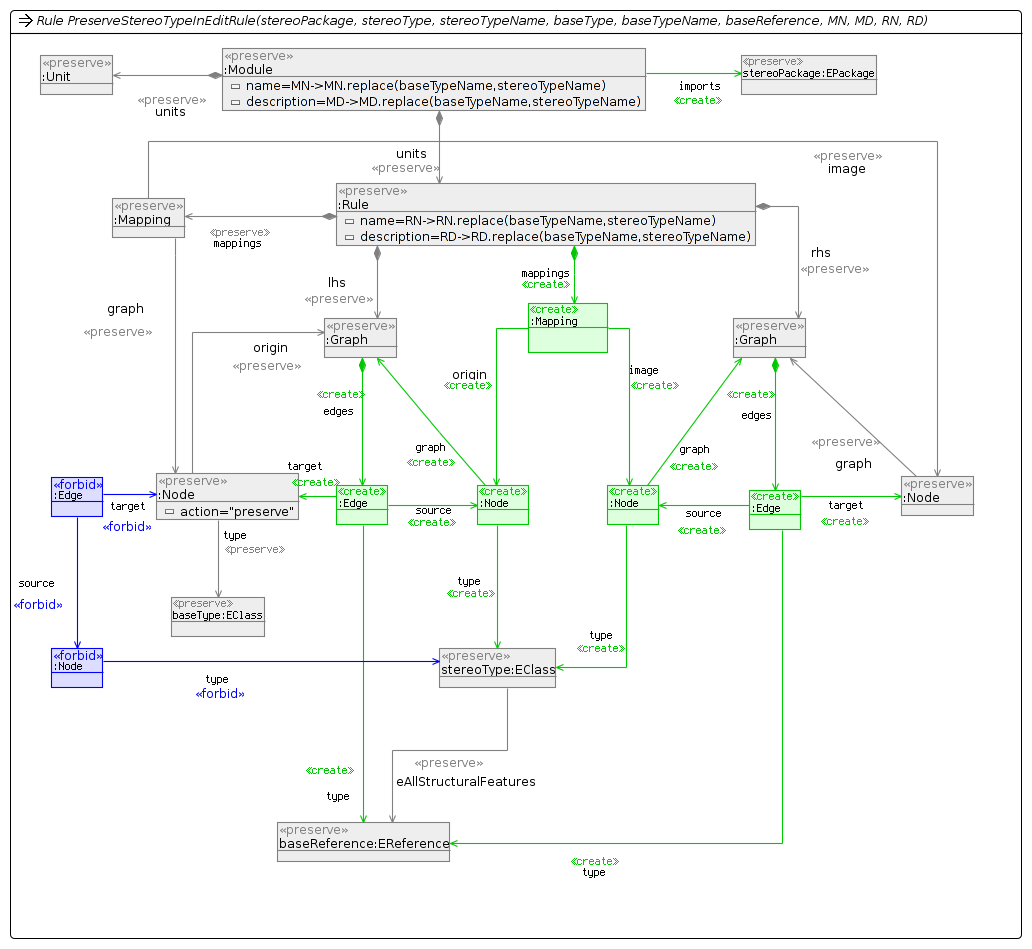 Rule PreserveStereoTypeInEditRule(stereoPackage, stereoType, stereoTypeName, baseType, baseTypeName, baseReference, MN, MD, RN, RD)
«preserve»
:Unit
«preserve»
:Module
name=MN->MN.replace(baseTypeName,stereoTypeName)
description=MD->MD.replace(baseTypeName,stereoTypeName)
«preserve»
stereoPackage:EPackage
imports
«create»
«preserve»
units
units
«preserve»
«preserve»
image
«preserve»
:Mapping
«preserve»
:Rule
name=RN->RN.replace(baseTypeName,stereoTypeName)
description=RD->RD.replace(baseTypeName,stereoTypeName)
«preserve»
mappings
rhs
«preserve»
mappings
«create»
lhs
«preserve»
graph
«preserve»
«create»
:Mapping
«preserve»
:Graph
«preserve»
:Graph
origin
«preserve»
origin
«create»
image
«create»
«create»
edges
«create»
edges
graph
«create»
graph
«create»
«preserve»
graph
target
«create»
«forbid»
:Edge
target
«forbid»
«preserve»
:Node
action="preserve"
«create»
:Edge
source
«create»
«create»
:Node
«create»
:Node
source
«create»
«create»
:Edge
target
«create»
«preserve»
:Node
type
«preserve»
source
«forbid»
type
«create»
«preserve»
baseType:EClass
type
«create»
«forbid»
:Node
type
«forbid»
«preserve»
stereoType:EClass
«create»
type
«preserve»
eAllStructuralFeatures
«preserve»
baseReference:EReference
«create»
type